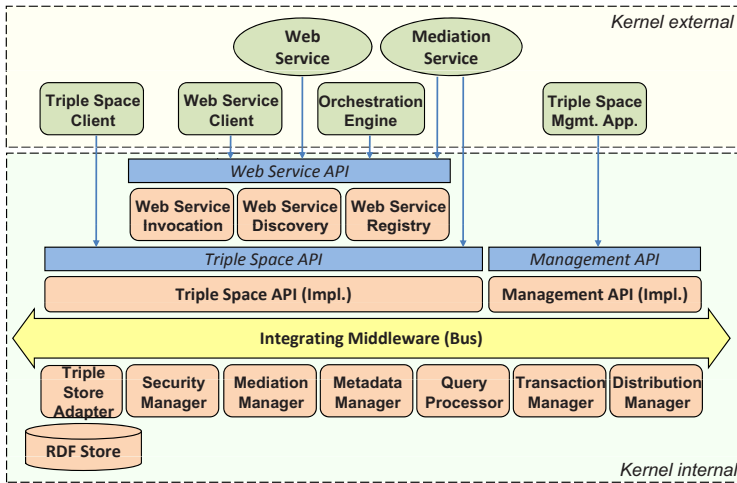 Kernel external
Web
Service
Mediation
Service
Triple Space
Client
Web Service
Client
Orchestration
Engine
Triple Space
Mgmt. App.
Web Service API
Web Service
Invocation
Web Service
Discovery
Web Service
Registry
Triple Space API
Management API
Triple Space API (Impl.)
Management API (Impl.)
Integrating Middleware (Bus)
Triple
Store
Adapter
Security
Manager
Mediation
Manager
Metadata
Manager
Query
Processor
Transaction
Manager
Distribution
Manager
RDF Store
Kernel internal